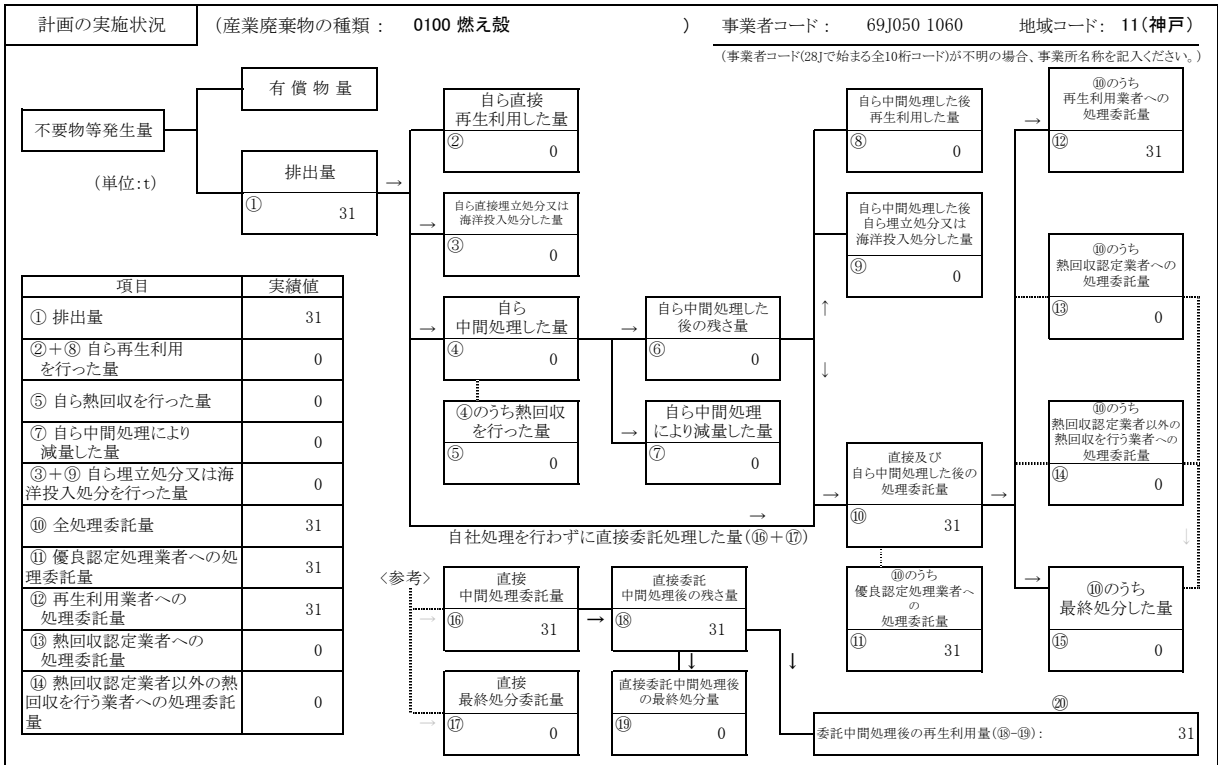 計画の実施状況 (産業廃棄物の種類： 0100 燃え殻 ) 事業者コード： 69J050 1060 地域コード： 11(神戸)
(事業者コード(28Jで始まる全10桁コード)が不明の場合、事業所名称を記入ください。)
不要物等発生量
(単位:t)
有償物量
排出量
① 31
→
自ら直接
再生利用した量
② 0
→
自ら直接埋立処分又は
海洋投入処分した量
③ 0
→
自ら
中間処理した量
④ 0
④のうち熱回収
を行った量
⑤ 0
→
自ら中間処理した
後の残さ量
⑥ 0
→
自ら中間処理
により減量した量
⑦ 0
自ら中間処理した後
再生利用した量
⑧ 0
自ら中間処理した後
自ら埋立処分又は
海洋投入処分した量
⑨ 0
↑
↓
→
直接及び
自ら中間処理した後の
処理委託量
⑩ 31
→
⑩のうち
優良認定処理業者へ
の
処理委託量
⑪ 31
→
⑩のうち
再生利用業者への
処理委託量
⑫ 31
⑩のうち
熱回収認定業者への
処理委託量
⑬ 0
⑩のうち
熱回収認定業者以外の
熱回収を行う業者への
処理委託量
⑭ 0
↓
→
⑩のうち
最終処分した量
⑮ 0
→
自社処理を行わずに直接委託処理した量(⑯＋⑰)
項目 実績値
① 排出量 31
②＋⑧ 自ら再生利用
を行った量 0
⑤ 自ら熱回収を行った量 0
⑦ 自ら中間処理により
減量した量 0
③＋⑨ 自ら埋立処分又は海
洋投入処分を行った量 0
⑩ 全処理委託量 31
⑪ 優良認定処理業者への処
理委託量 31
⑫ 再生利用業者への
処理委託量 31
⑬ 熱回収認定業者への
処理委託量 0
⑭ 熱回収認定業者以外の熱
回収を行う業者への処理委託
量 0
〈参考〉
→
直接
中間処理委託量
⑯ 31
→
直接委託
中間処理後の残さ量
⑱ 31
↓
↓
→
直接
最終処分委託量
⑰ 0
直接委託中間処理後
の最終処分量
⑲ 0
⑳
委託中間処理後の再生利用量(⑱-⑲)： 31